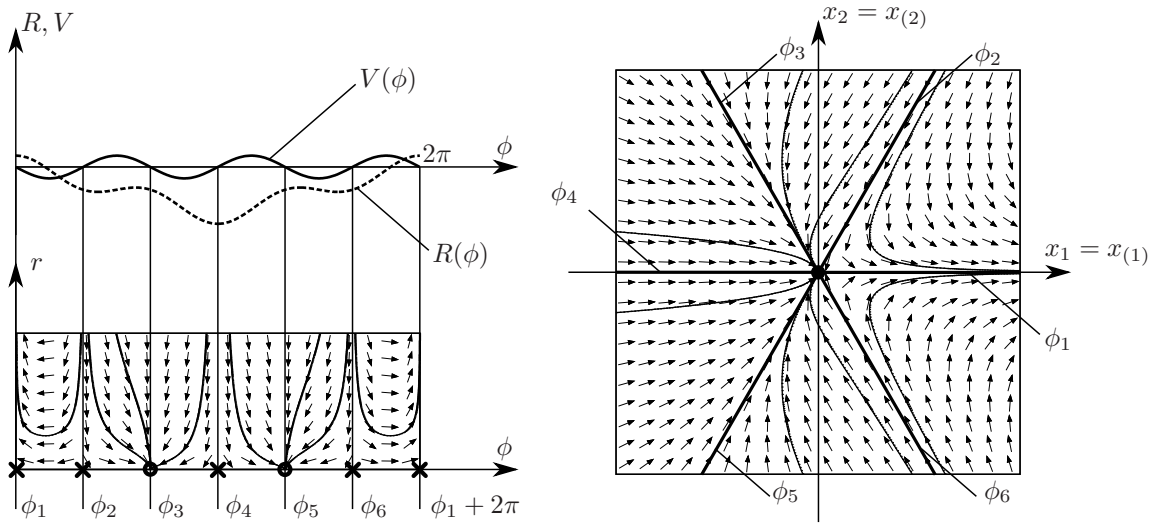 R, V
V(ϕ)
2π
ϕ
R(ϕ)
r
ϕ
ϕ₁
ϕ₂
ϕ₃
ϕ₄
ϕ₅
ϕ₆
ϕ₁ + 2π
x₂ = x₍₂₎
ϕ₃
ϕ₂
ϕ₄
x₁ = x₍₁₎
ϕ₁
ϕ₅
ϕ₆